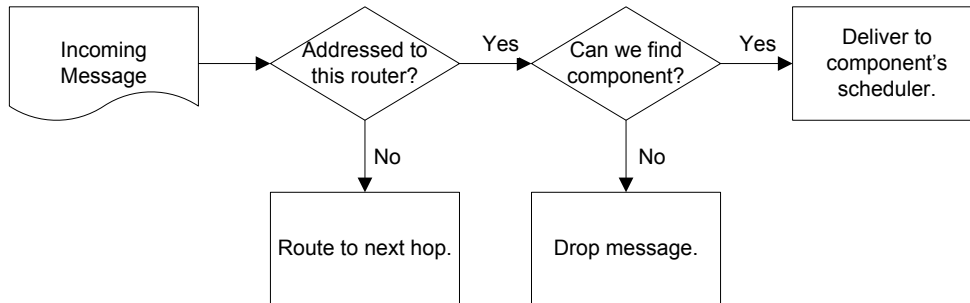 Incoming
Message
Addressed to
this router?
Yes
Can we find
component?
Yes
Deliver to
component's
scheduler.
No
No
Route to next hop.
Drop message.